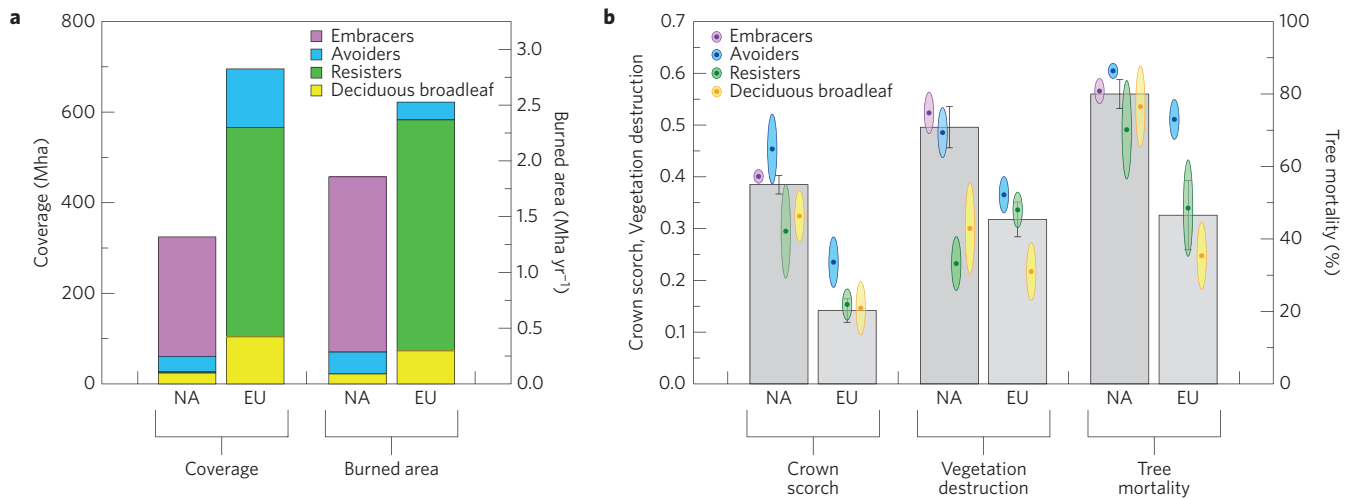 a
800
600
400
200
0
Coverage (Mha)
Embracers
Avoiders
Resisters
Deciduous broadleaf
3.0
2.5
2.0
1.5
1.0
0.5
0.0
Burned area (Mha yr⁻¹)
NA EU NA EU
Coverage Burned area
b
0.7
0.6
0.5
0.4
0.3
0.2
0.1
0.0
Crown scorch, Vegetation destruction
Embracers
Avoiders
Resisters
Deciduous broadleaf
100
80
60
40
20
0
Tree mortality (%)
NA EU NA EU NA EU
Crown
scorch
Vegetation
destruction
Tree
mortality